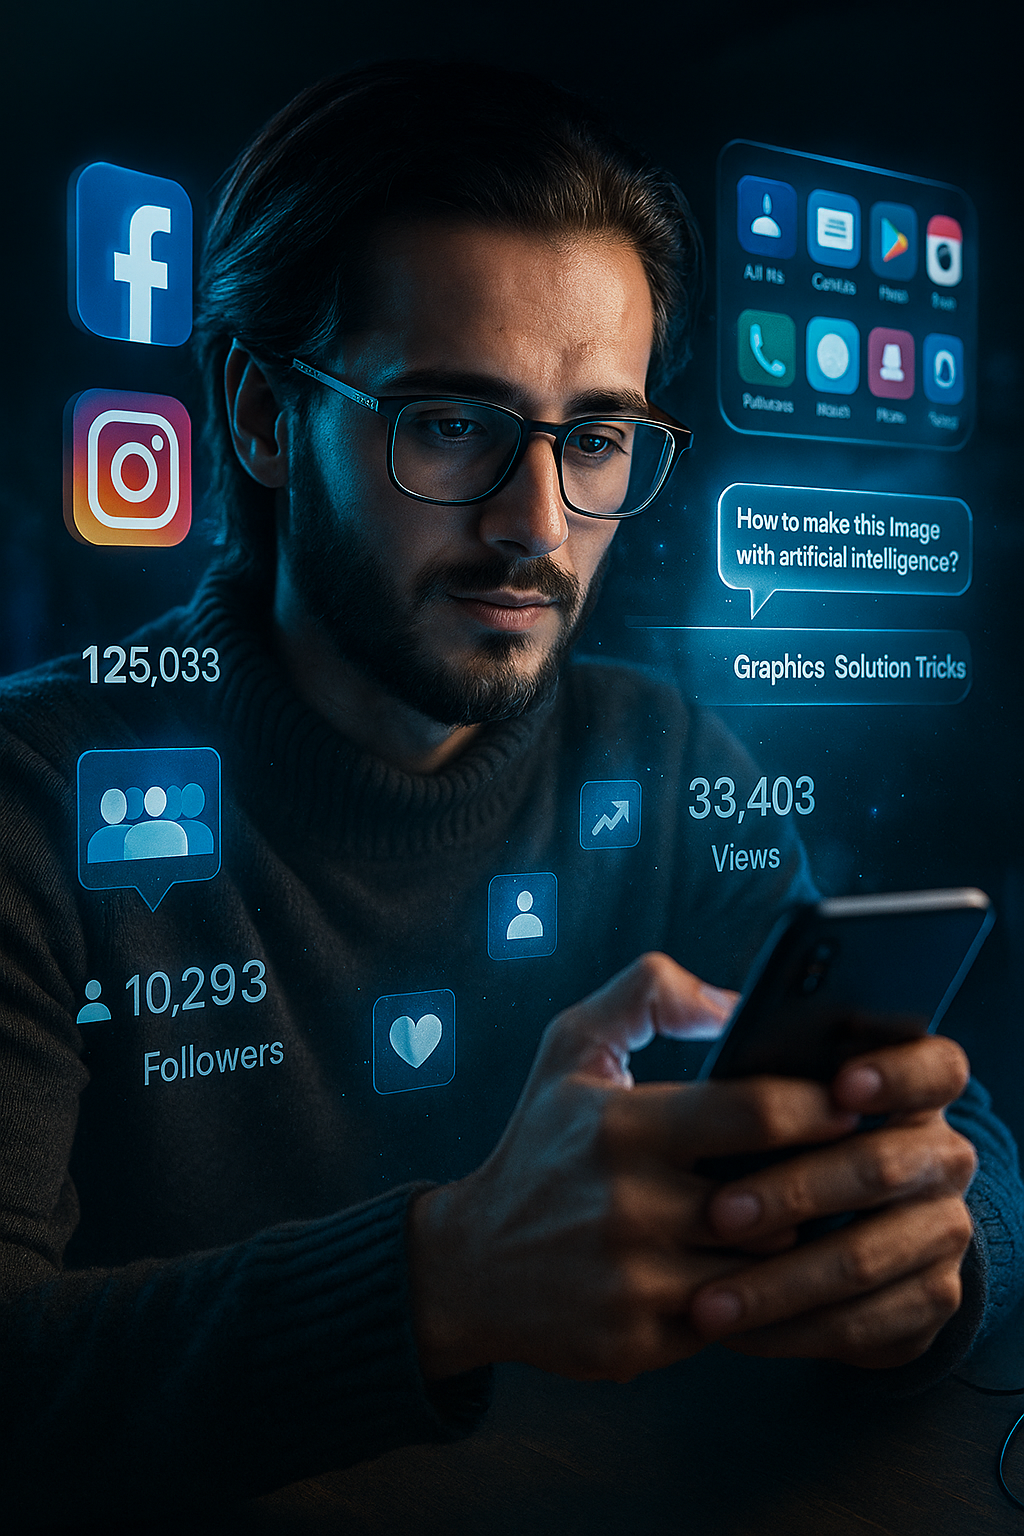 f
How to make this Image
with artificial intelligence?
Graphics Solution Tricks
125,033
33,403
Views
10,293
Followers